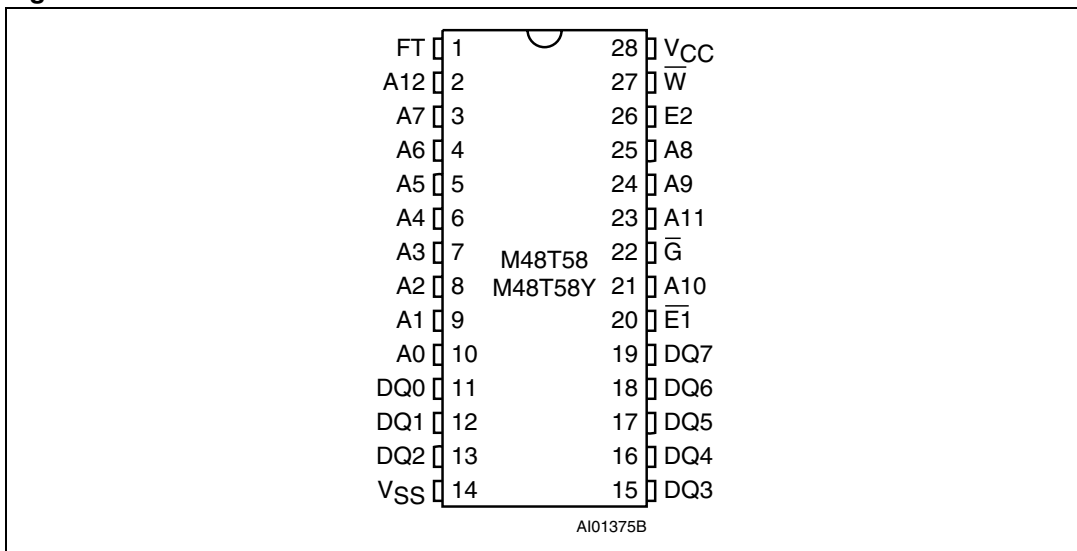 FT 1 28 VCC
A12 2 27 W̅
A7 3 26 E2
A6 4 25 A8
A5 5 24 A9
A4 6 23 A11
A3 7 M48T58 22 G̅
A2 8 M48T58Y 21 A10
A1 9 20 E̅1̅
A0 10 19 DQ7
DQ0 11 18 DQ6
DQ1 12 17 DQ5
DQ2 13 16 DQ4
VSS 14 15 DQ3
AI01375B